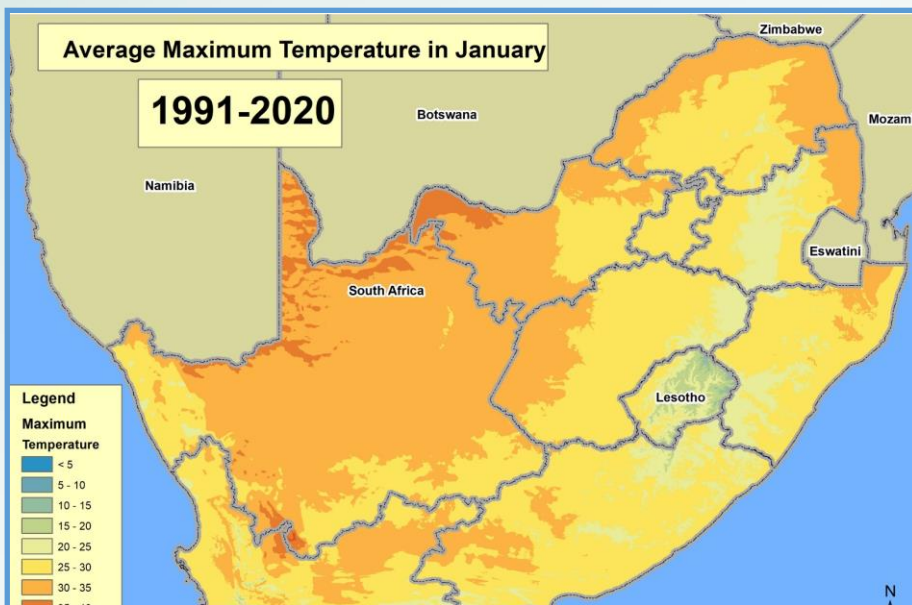 Average Maximum Temperature in January
1991-2020
Zimbabwe
Botswana
Mozam
Namibia
Eswatini
South Africa
Lesotho
Legend
Maximum
Temperature
< 5
5 - 10
10 - 15
15 - 20
20 - 25
25 - 30
30 - 35
N